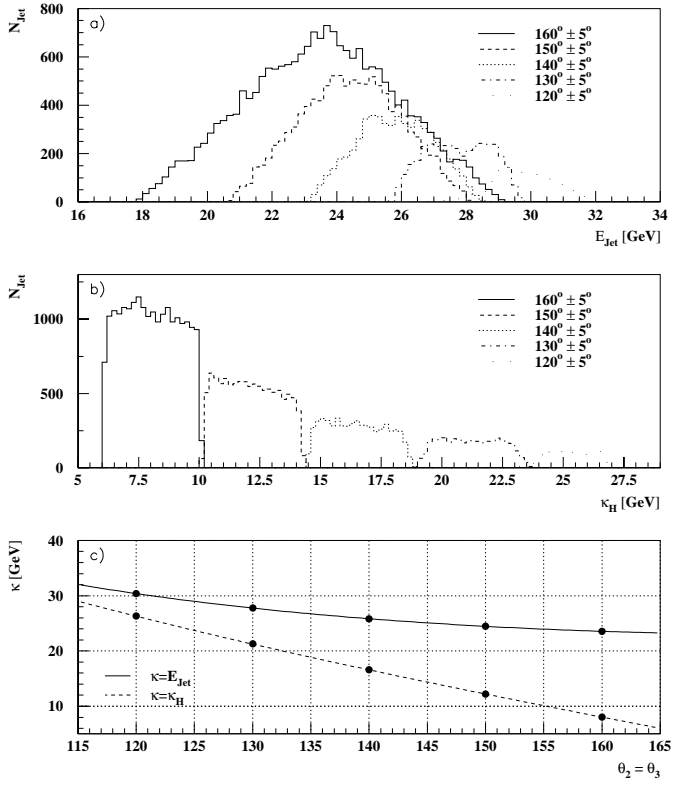 N_Jet
a)
800
600
400
200
0
160° ± 5°
150° ± 5°
140° ± 5°
130° ± 5°
120° ± 5°
16 18 20 22 24 26 28 30 32 34
E_Jet [GeV]
N_Jet
b)
1000
500
0
160° ± 5°
150° ± 5°
140° ± 5°
130° ± 5°
120° ± 5°
5 7.5 10 12.5 15 17.5 20 22.5 25 27.5
κ_H [GeV]
κ [GeV]
c)
40
30
20
10
κ=E_Jet
κ=κ_H
115 120 125 130 135 140 145 150 155 160 165
θ_2 = θ_3